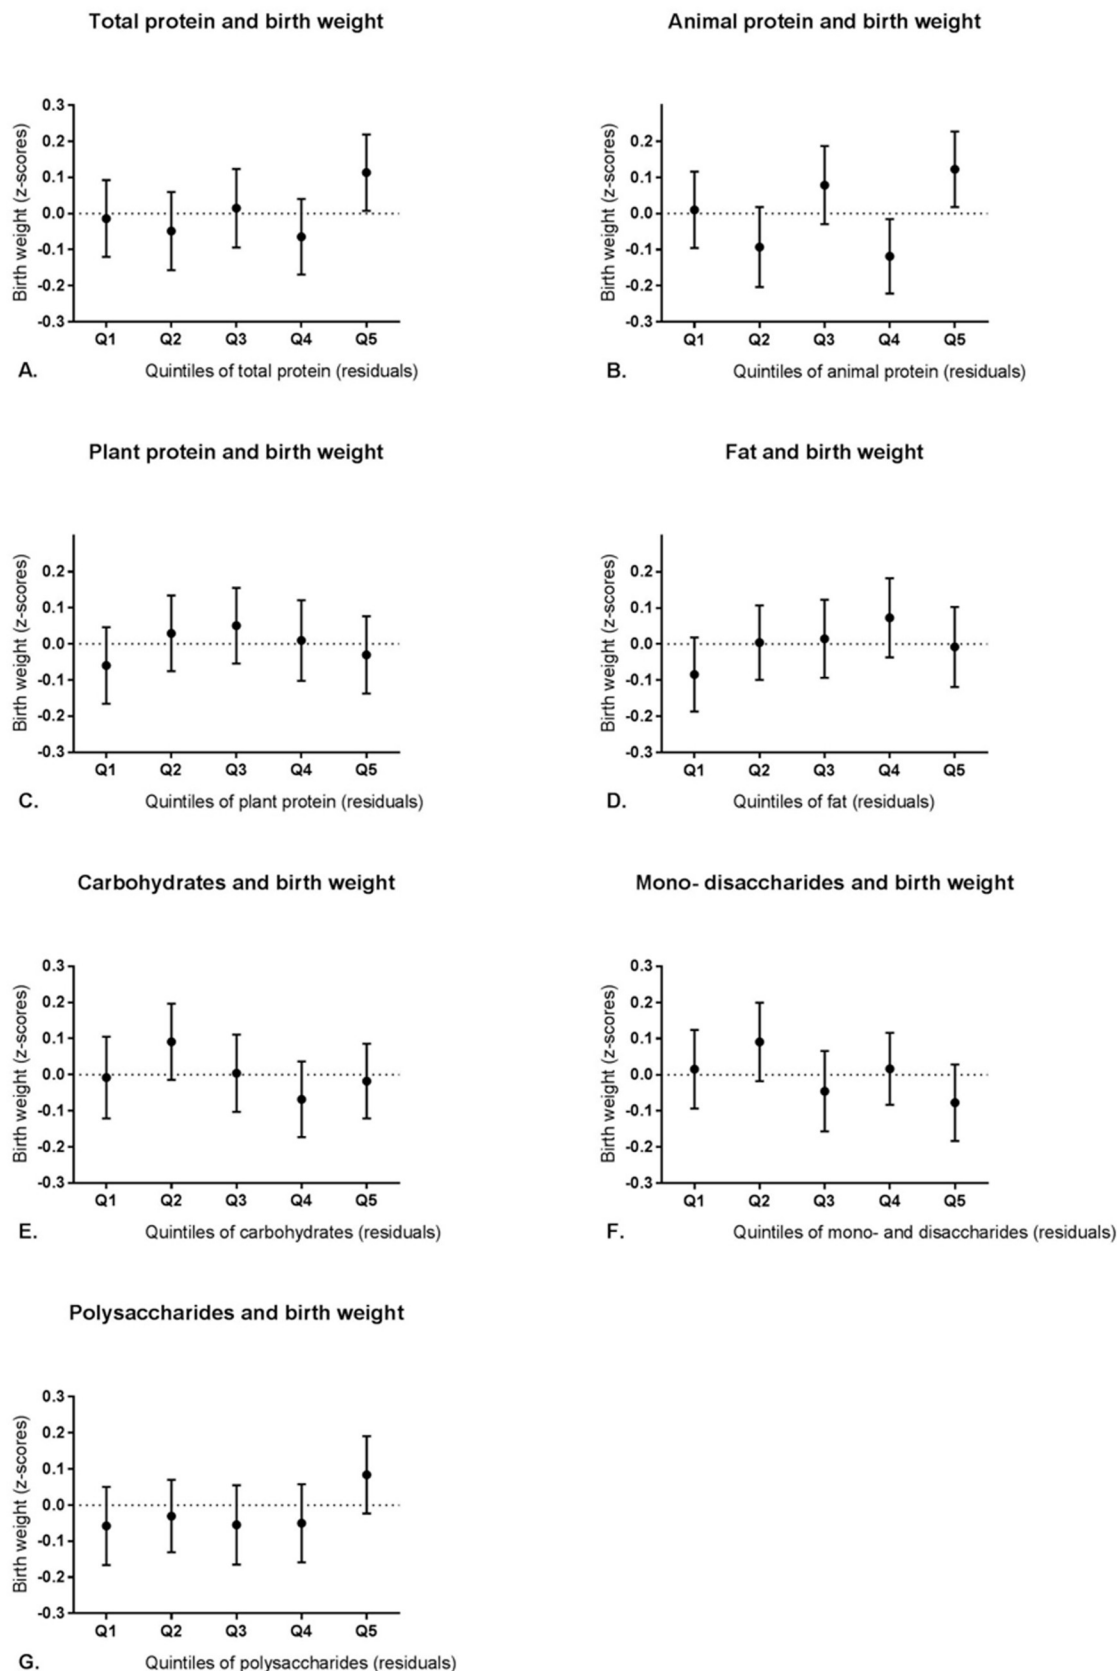 Total protein and birth weight
Birth weight (z-scores)
0.3
0.2
0.1
0.0
-0.1
-0.2
-0.3
Q1 Q2 Q3 Q4 Q5
A. Quintiles of total protein (residuals)
Animal protein and birth weight
Birth weight (z-scores)
0.2
0.1
0.0
-0.1
-0.2
-0.3
Q1 Q2 Q3 Q4 Q5
B. Quintiles of animal protein (residuals)
Plant protein and birth weight
Birth weight (z-scores)
0.2
0.1
0.0
-0.1
-0.2
-0.3
Q1 Q2 Q3 Q4 Q5
C. Quintiles of plant protein (residuals)
Fat and birth weight
Birth weight (z-scores)
0.2
0.1
0.0
-0.1
-0.2
-0.3
Q1 Q2 Q3 Q4 Q5
D. Quintiles of fat (residuals)
Carbohydrates and birth weight
Birth weight (z-scores)
0.3
0.2
0.1
0.0
-0.1
-0.2
-0.3
Q1 Q2 Q3 Q4 Q5
E. Quintiles of carbohydrates (residuals)
Mono- disaccharides and birth weight
Birth weight (z-scores)
0.3
0.2
0.1
0.0
-0.1
-0.2
-0.3
Q1 Q2 Q3 Q4 Q5
F. Quintiles of mono- and disaccharides (residuals)
Polysaccharides and birth weight
Birth weight (z-scores)
0.3
0.2
0.1
0.0
-0.1
-0.2
-0.3
Q1 Q2 Q3 Q4 Q5
G. Quintiles of polysaccharides (residuals)